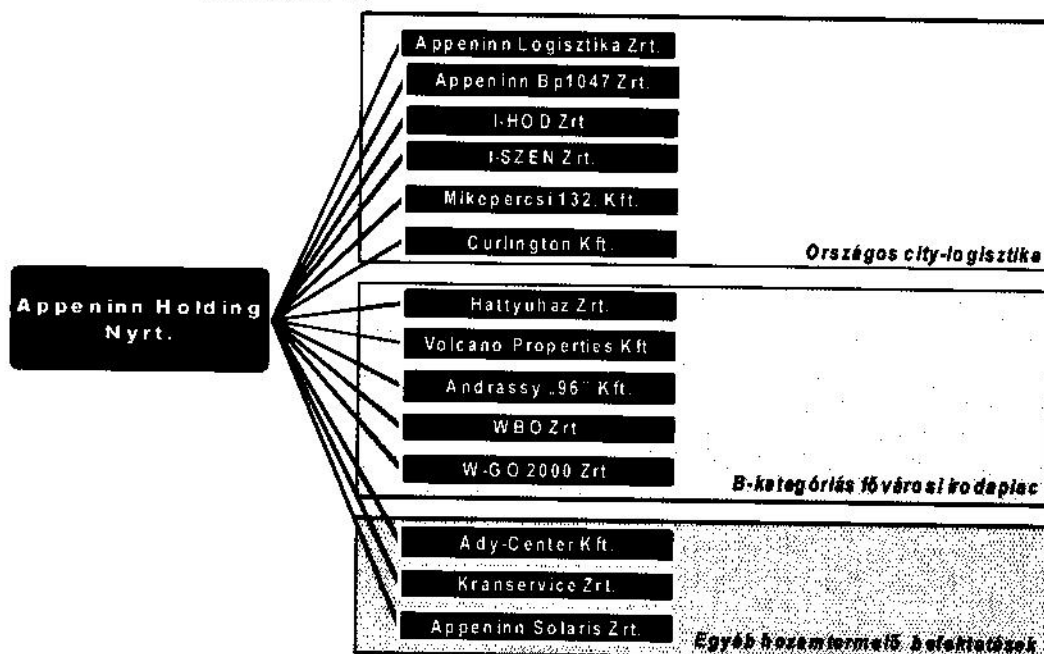 Appeninn Holding
Nyrt.
Appeninn Logisztika Zrt.
Appeninn Bp1047 Zrt.
I-HOD Zrt
I-SZEN Zrt.
Mikepercsi 132. Kft.
Curlington Kft.
Országos city-logisztika
Hattyuhaz Zrt.
Volcano Properties Kft
Andrassy „96" Kft.
WBO Zrt
W-GO 2000 Zrt
B-kategóriás fővárosi irodapiac
Ady-Center Kft.
Kranservice Zrt.
Appeninn Solaris Zrt.
Egyéb hozamtermelő befektetések